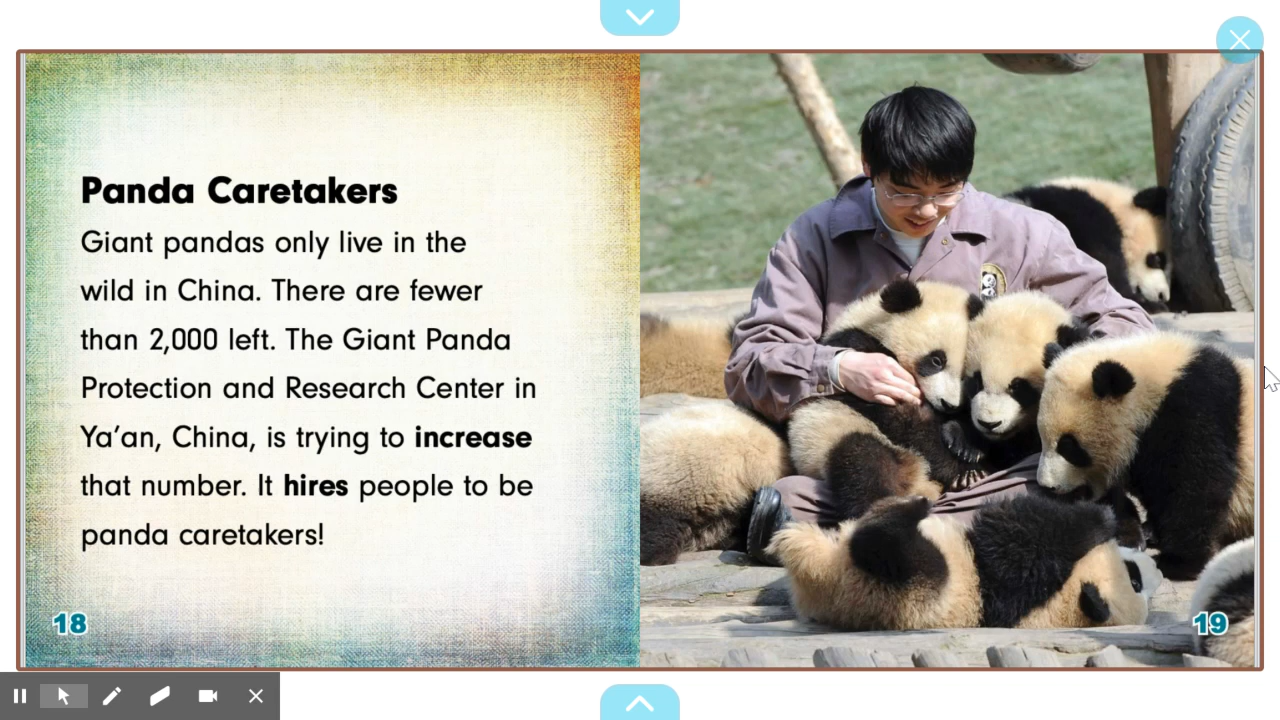 Panda Caretakers
Giant pandas only live in the
wild in China. There are fewer
than 2,000 left. The Giant Panda
Protection and Research Center in
Ya’an, China, is trying to increase
that number. It hires people to be
panda caretakers!
18
19